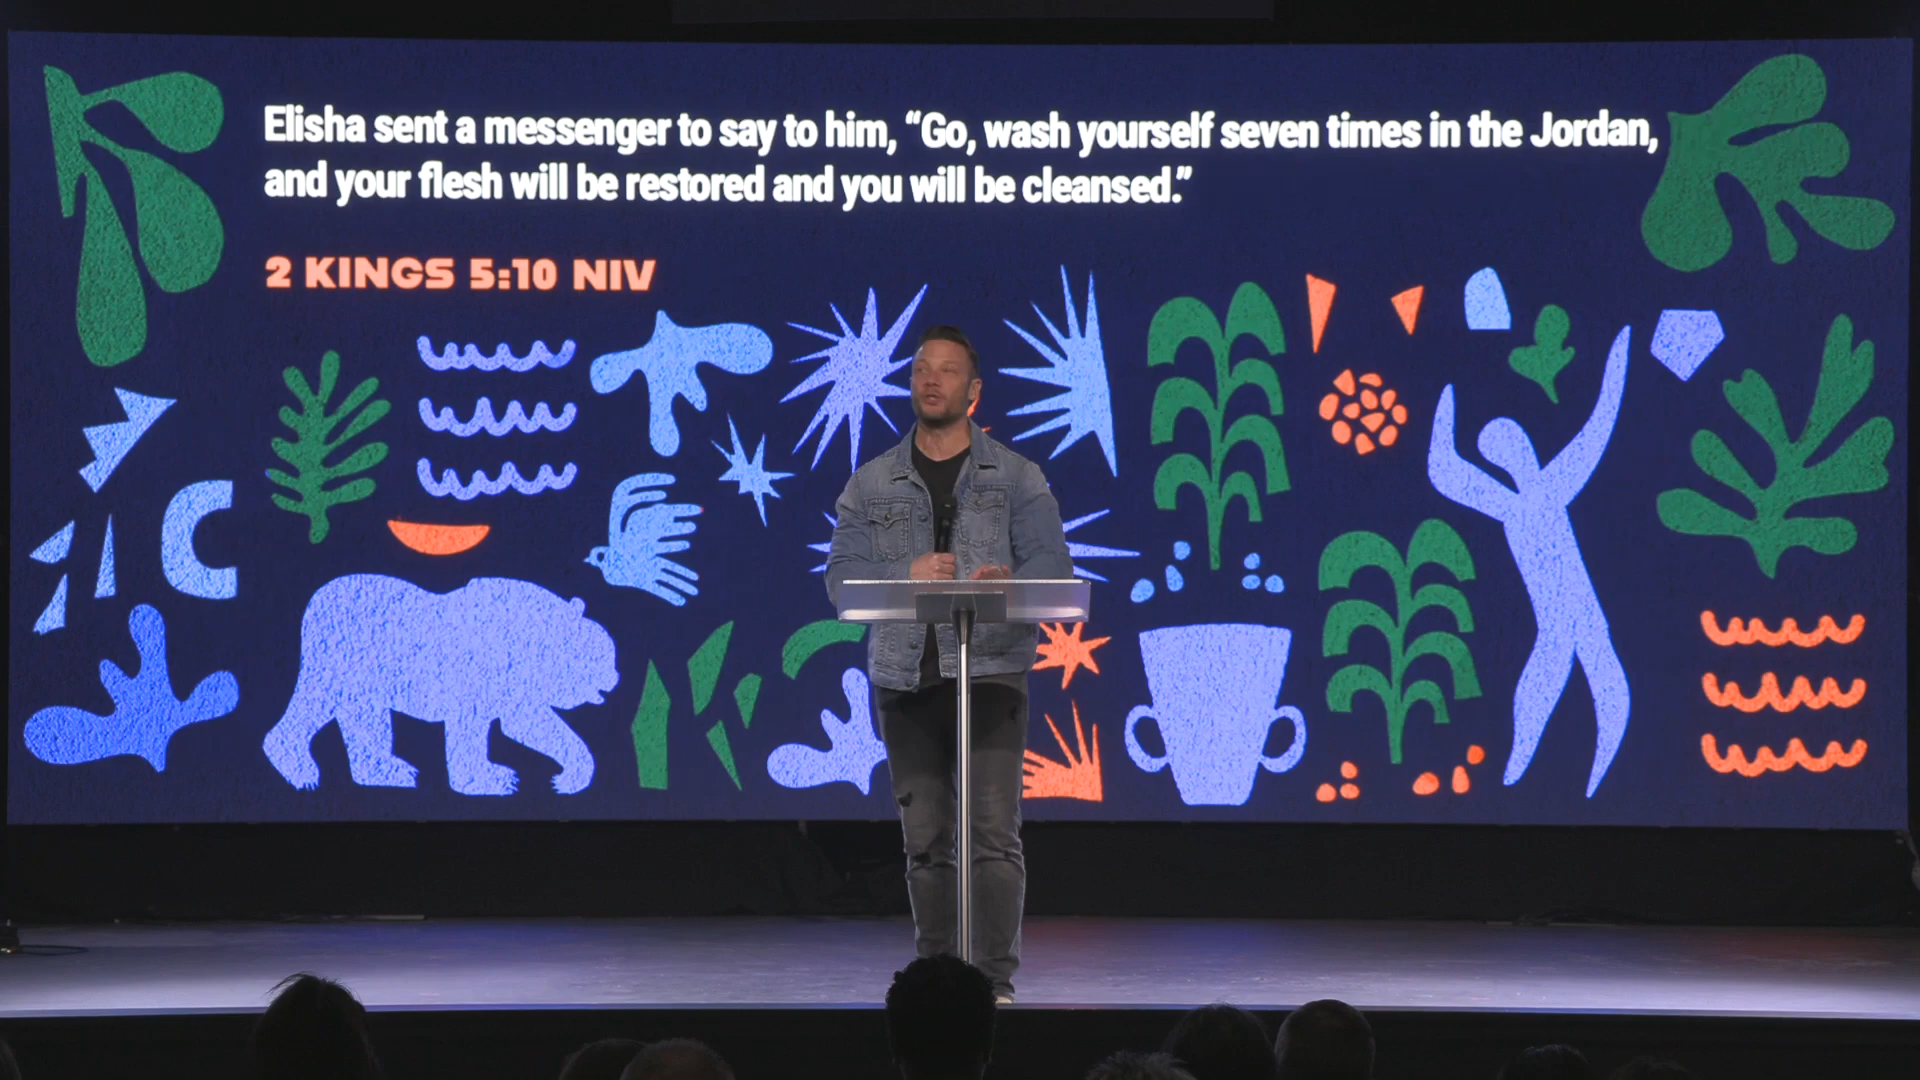 Elisha sent a messenger to say to him, “Go, wash yourself seven times in the Jordan,
and your flesh will be restored and you will be cleansed.”
2 KINGS 5:10 NIV